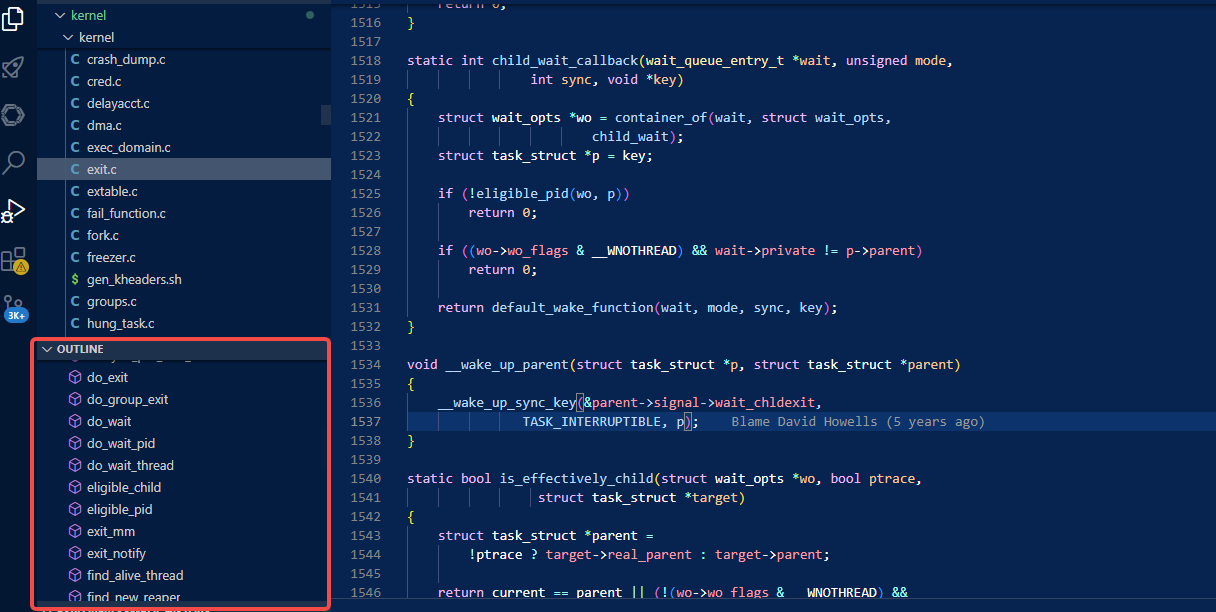 kernel
kernel
C crash_dump.c
C cred.c
C delayacct.c
C dma.c
C exec_domain.c
C exit.c
C extable.c
C fail_function.c
C fork.c
C freezer.c
$ gen_kheaders.sh
C groups.c
C hung_task.c
3K+
OUTLINE
do_exit
do_group_exit
do_wait
do_wait_pid
do_wait_thread
eligible_child
eligible_pid
exit_mm
exit_notify
find_alive_thread
find_new_reaper
1515 return 0;
1516 }
1517
1518 static int child_wait_callback(wait_queue_entry_t *wait, unsigned mode,
1519 int sync, void *key)
1520 {
1521 struct wait_opts *wo = container_of(wait, struct wait_opts,
1522 child_wait);
1523 struct task_struct *p = key;
1524
1525 if (!eligible_pid(wo, p))
1526 return 0;
1527
1528 if ((wo->wo_flags & __WNOTHREAD) && wait->private != p->parent)
1529 return 0;
1530
1531 return default_wake_function(wait, mode, sync, key);
1532 }
1533
1534 void __wake_up_parent(struct task_struct *p, struct task_struct *parent)
1535 {
1536 __wake_up_sync_key(&parent->signal->wait_chldexit,
1537 TASK_INTERRUPTIBLE, p); Blame David Howells (5 years ago)
1538 }
1539
1540 static bool is_effectively_child(struct wait_opts *wo, bool ptrace,
1541 struct task_struct *target)
1542 {
1543 struct task_struct *parent =
1544 !ptrace ? target->real_parent : target->parent;
1545
1546 return current == parent || (!(wo->wo_flags & __WNOTHREAD) &&